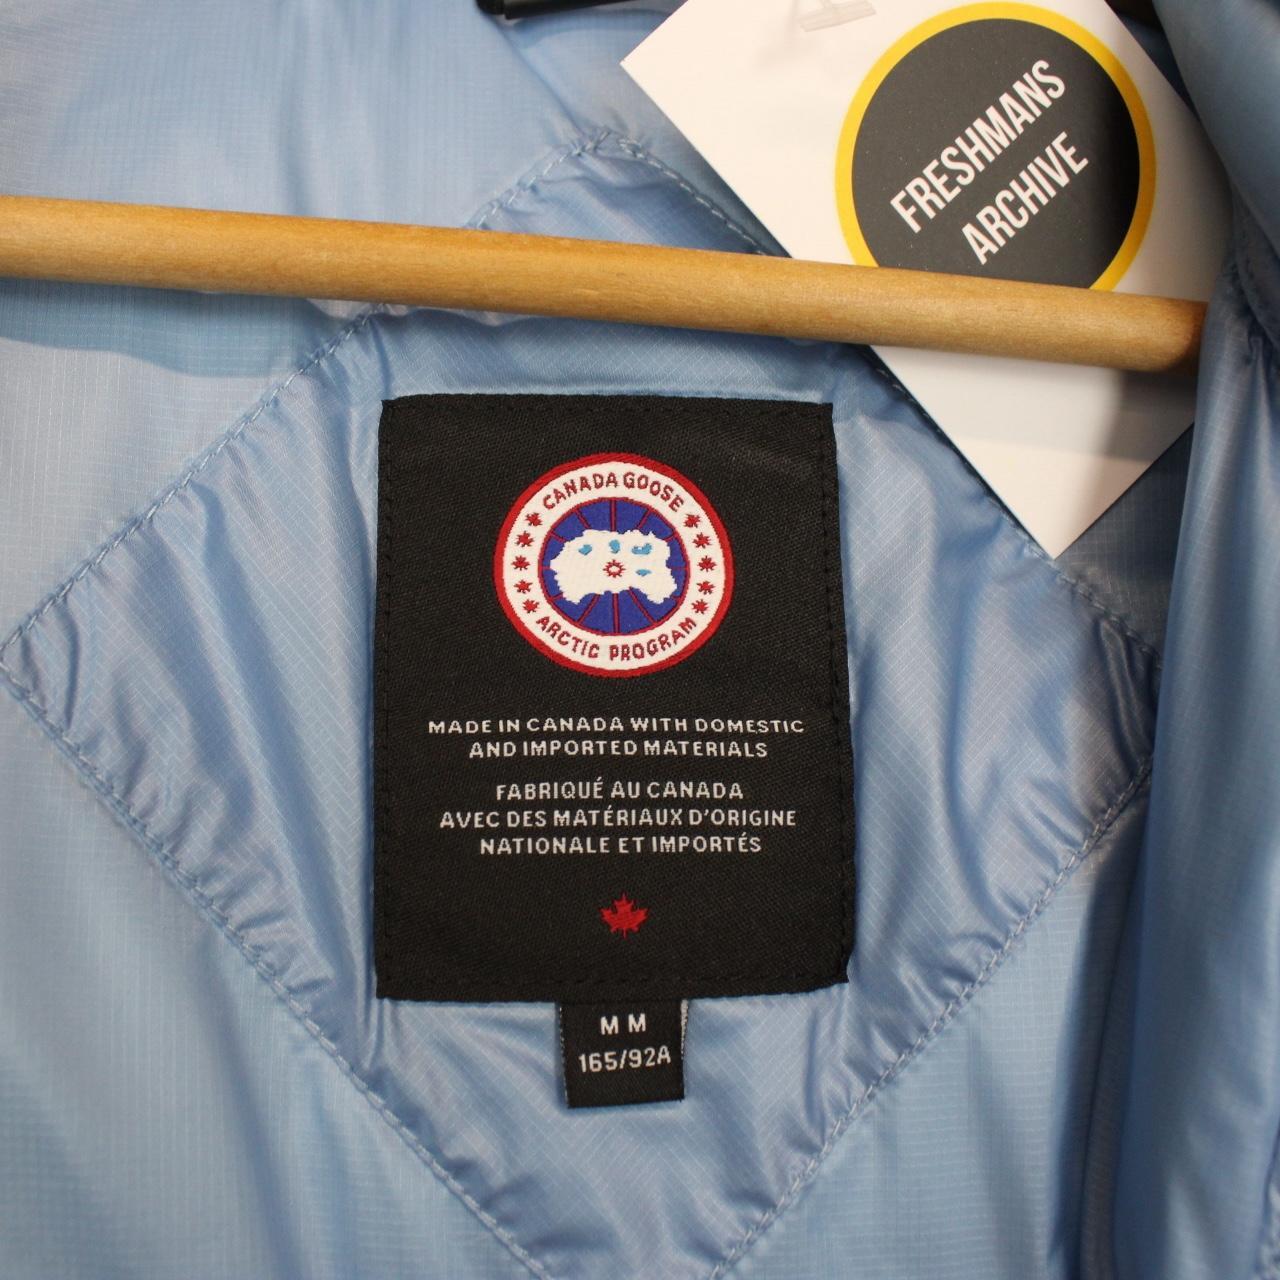 FRESHMANS
ARCHIVE
CANADA GOOSE
ARCTIC PROGRAM
MADE IN CANADA WITH DOMESTIC
AND IMPORTED MATERIALS
FABRIQUÉ AU CANADA
AVEC DES MATÉRIAUX D'ORIGINE
NATIONALE ET IMPORTÉS
M M
165/92A